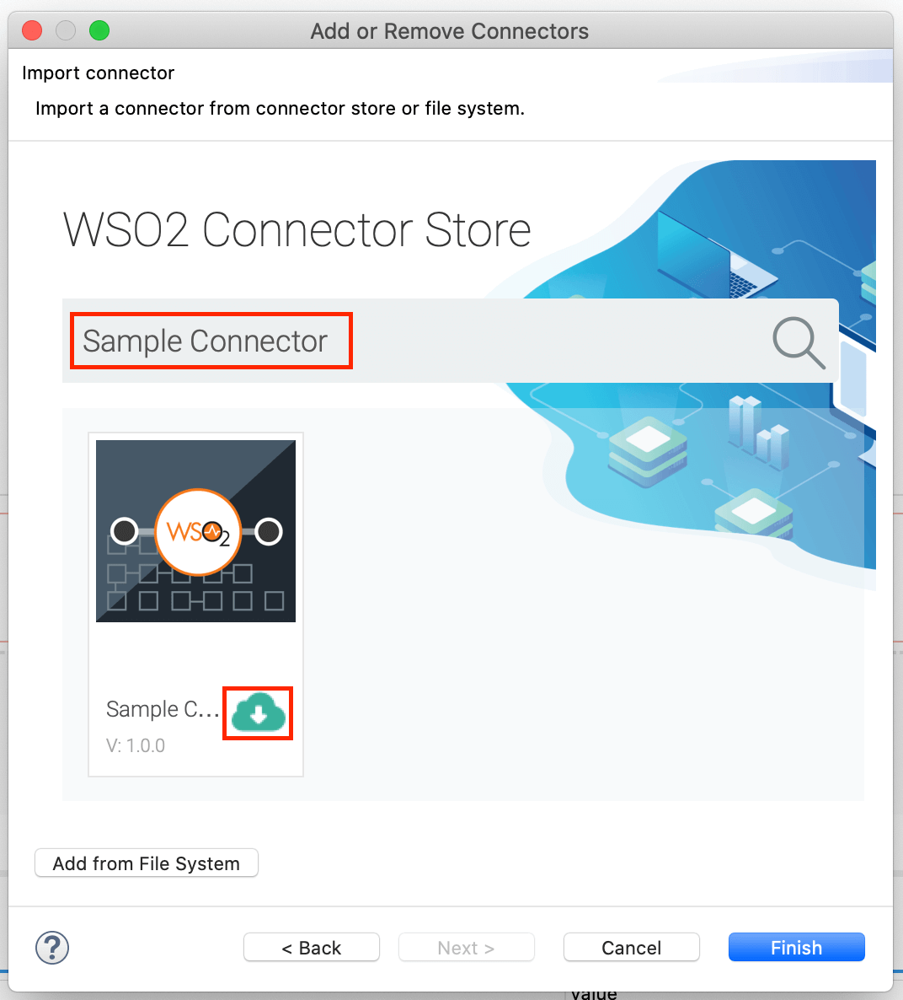 Add or Remove Connectors
Import connector
Import a connector from connector store or file system.
WSO2 Connector Store
Sample Connector
WSO2
Sample C...
V: 1.0.0
Add from File System
?
< Back
Next >
Cancel
Finish
value